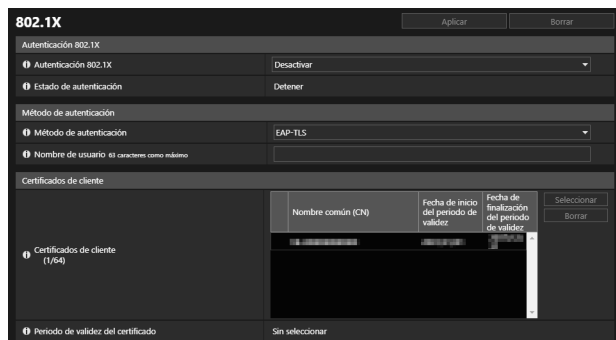 802.1X
Aplicar
Borrar
Autenticación 802.1X
Autenticación 802.1X
Desactivar
Estado de autenticación
Detener
Método de autenticación
Método de autenticación
EAP-TLS
Nombre de usuario 63 caracteres como máximo
Certificados de cliente
Nombre común (CN)
Fecha de inicio
del periodo de
validez
Fecha de
finalización
del periodo
de validez
Seleccionar
Borrar
Certificados de cliente
(1/64)
Periodo de validez del certificado
Sin seleccionar